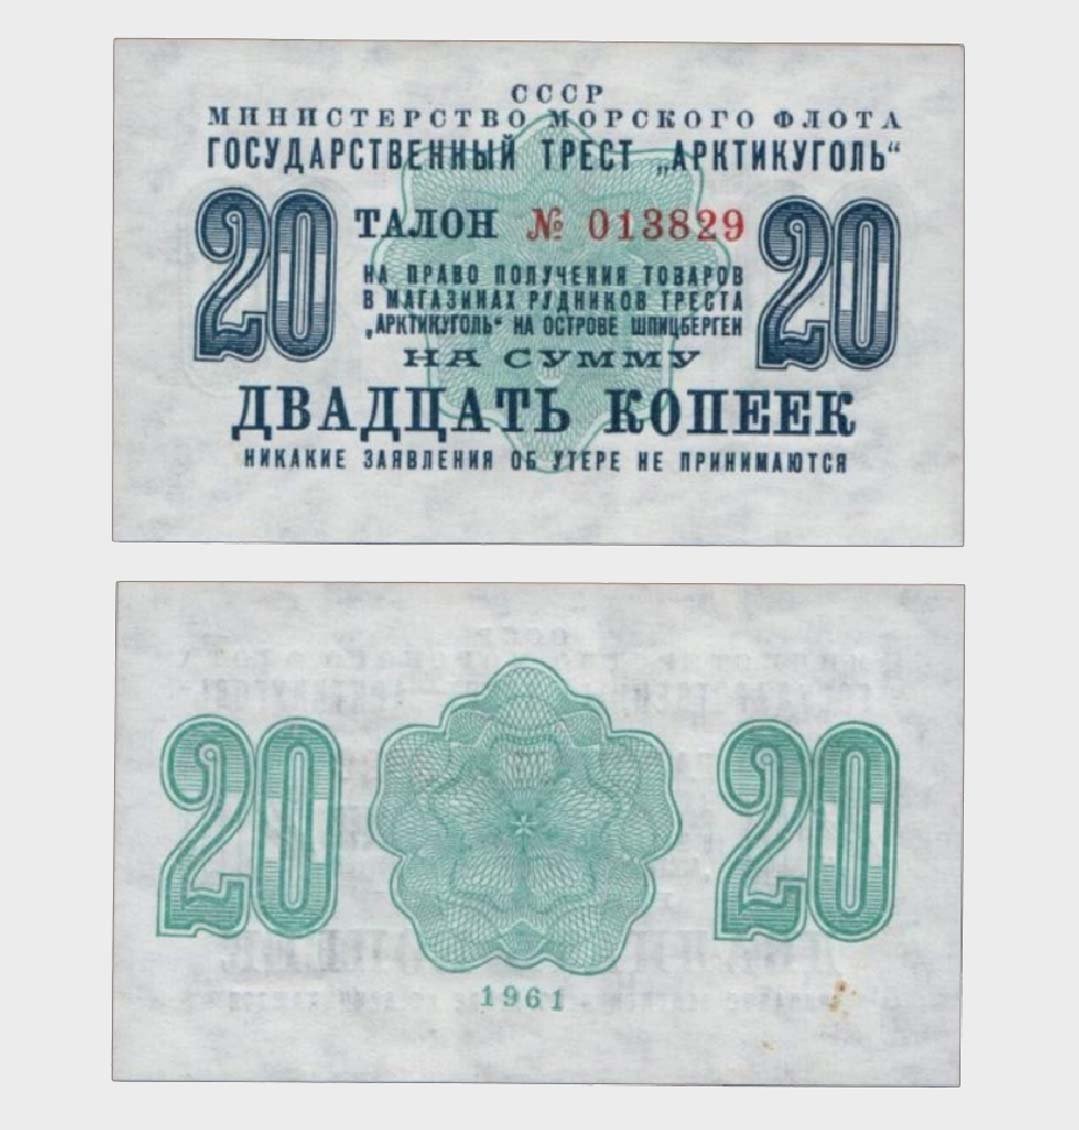 СССР
МИНИСТЕРСТВО МОРСКОГО ФЛОТА
ГОСУДАРСТВЕННЫЙ ТРЕСТ „АРКТИКУГОЛЬ“
20 ТАЛОН № 013829 20
НА ПРАВО ПОЛУЧЕНИЯ ТОВАРОВ
В МАГАЗИНАХ РУДНИКОВ ТРЕСТА
„АРКТИКУГОЛЬ“ НА ОСТРОВЕ ШПИЦБЕРГЕН
НА СУММУ
ДВАДЦАТЬ КОПЕЕК
НИКАКИЕ ЗАЯВЛЕНИЯ ОБ УТЕРЕ НЕ ПРИНИМАЮТСЯ
20 20
1961